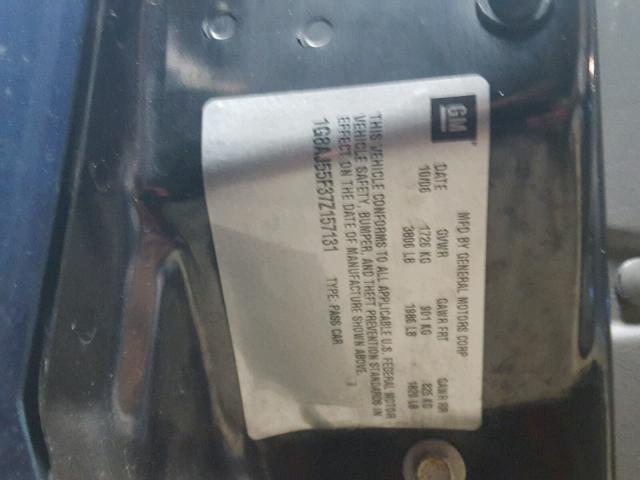 GM
MFD BY GENERAL MOTORS CORP
DATE GVWR GAWR FRT GAWR RR
10/06 1726 KG 901 KG 825 KG
3806 LB 1986 LB 1820 LB
THIS VEHICLE CONFORMS TO ALL APPLICABLE U.S. FEDERAL MOTOR
VEHICLE SAFETY, BUMPER, AND THEFT PREVENTION STANDARDS IN
EFFECT ON THE DATE OF MANUFACTURE SHOWN ABOVE.
1G8AJ55F37Z157131 TYPE: PASS CAR